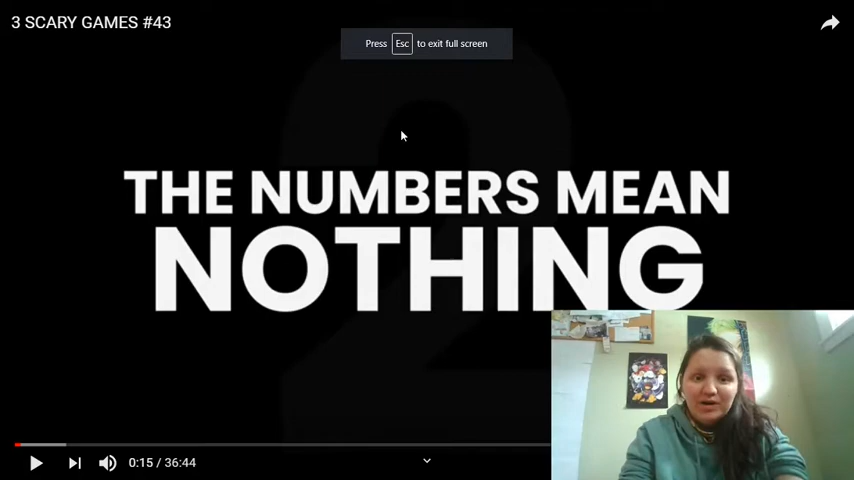 3 SCARY GAMES #43
Press Esc to exit full screen
THE NUMBERS MEAN
NOTHING
0:15 / 36:44